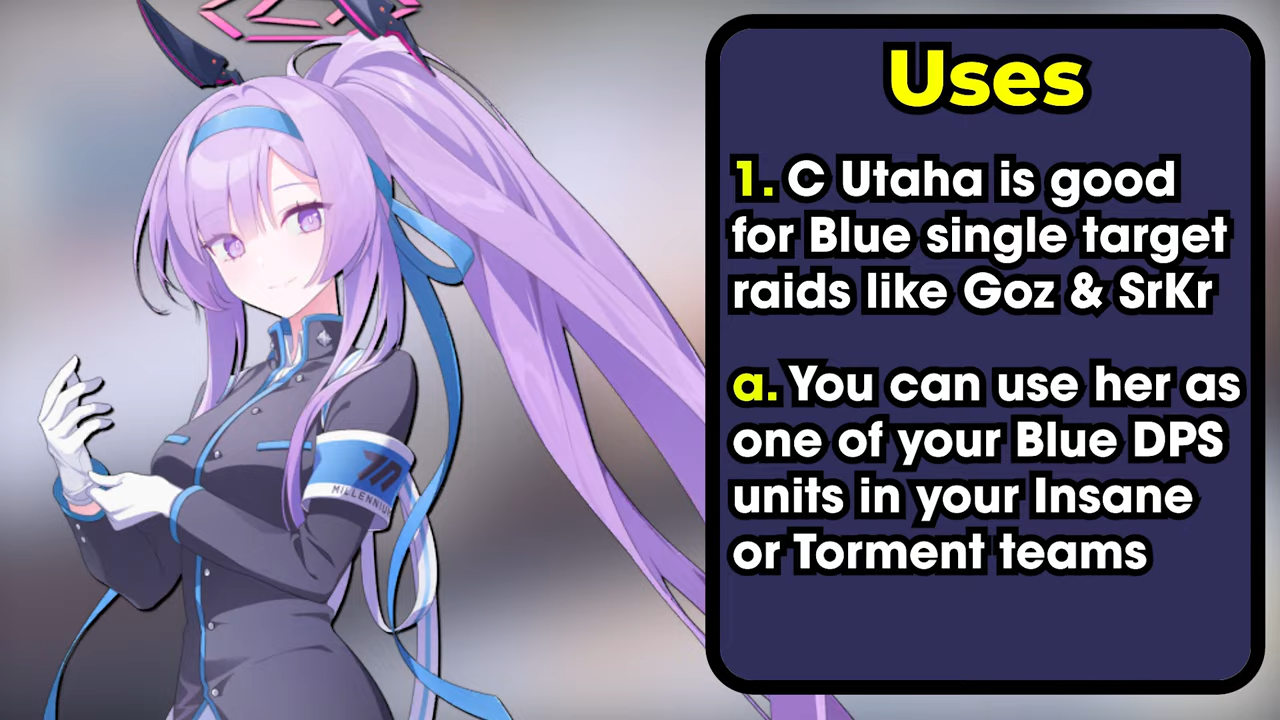 Uses
1. C Utaha is good
for Blue single target
raids like Goz & SrKr
a. You can use her as
one of your Blue DPS
units in your Insane
or Torment teams
MILLENNIUM